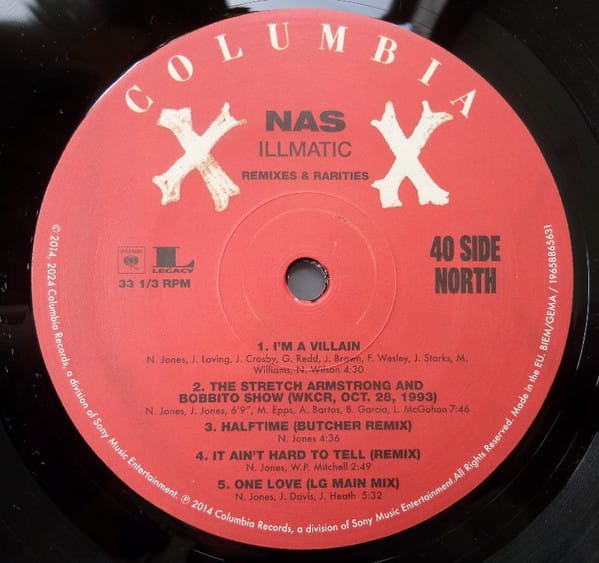 COLUMBIA
XX
NAS
ILLMATIC
REMIXES & RARITIES
COLUMBIA
LEGACY
33 1/3 RPM
40 SIDE
NORTH
1. I'M A VILLAIN
N. Jones, J. Loving, J. Crosby, G. Redd, J. Brown, F. Wesley, J. Starks, M.
Williams, N. Wilson 4:30
2. THE STRETCH ARMSTRONG AND
BOBBITO SHOW (WKCR, OCT. 28, 1993)
N. Jones, J. Jones, 6'9", M. Epps, A. Bartos, B. Garcia, L. McGohan 7:46
3. HALFTIME (BUTCHER REMIX)
N. Jones 4:36
4. IT AIN'T HARD TO TELL (REMIX)
N. Jones, W.P. Mitchell 2:49
5. ONE LOVE (LG MAIN MIX)
N. Jones, J. Davis, J. Heath 5:32
© 2014, 2024 Columbia Records, a division of Sony Music Entertainment. ℗ 2014 Columbia Records, a division of Sony Music Entertainment. All Rights Reserved. Made in the EU. BIEM/GEMA / 19658865631